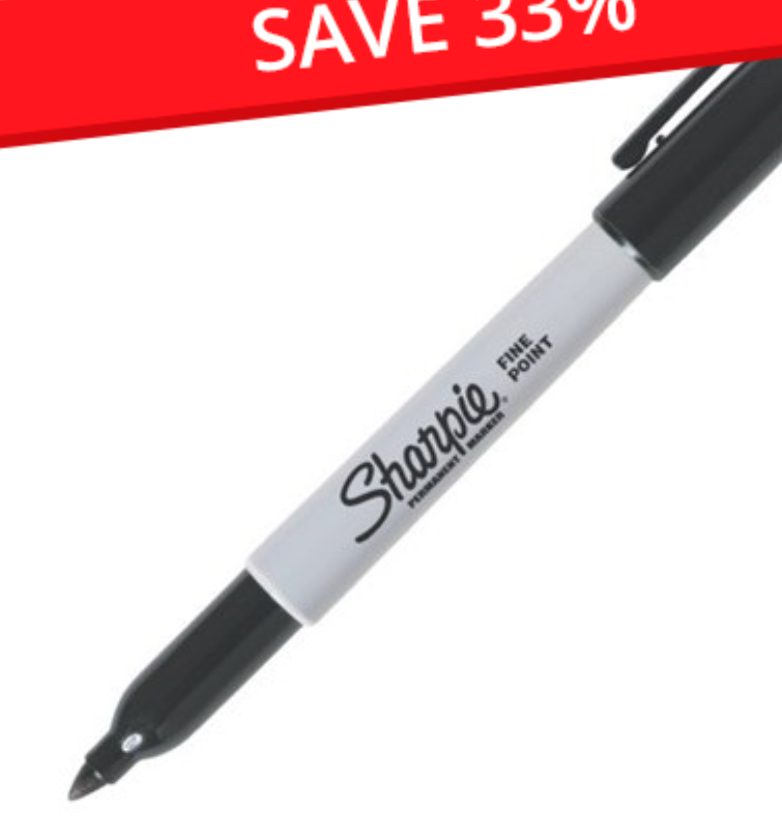 SAVE 33%
FINE
POINT
Sharpie®
PERMANENT MARKER